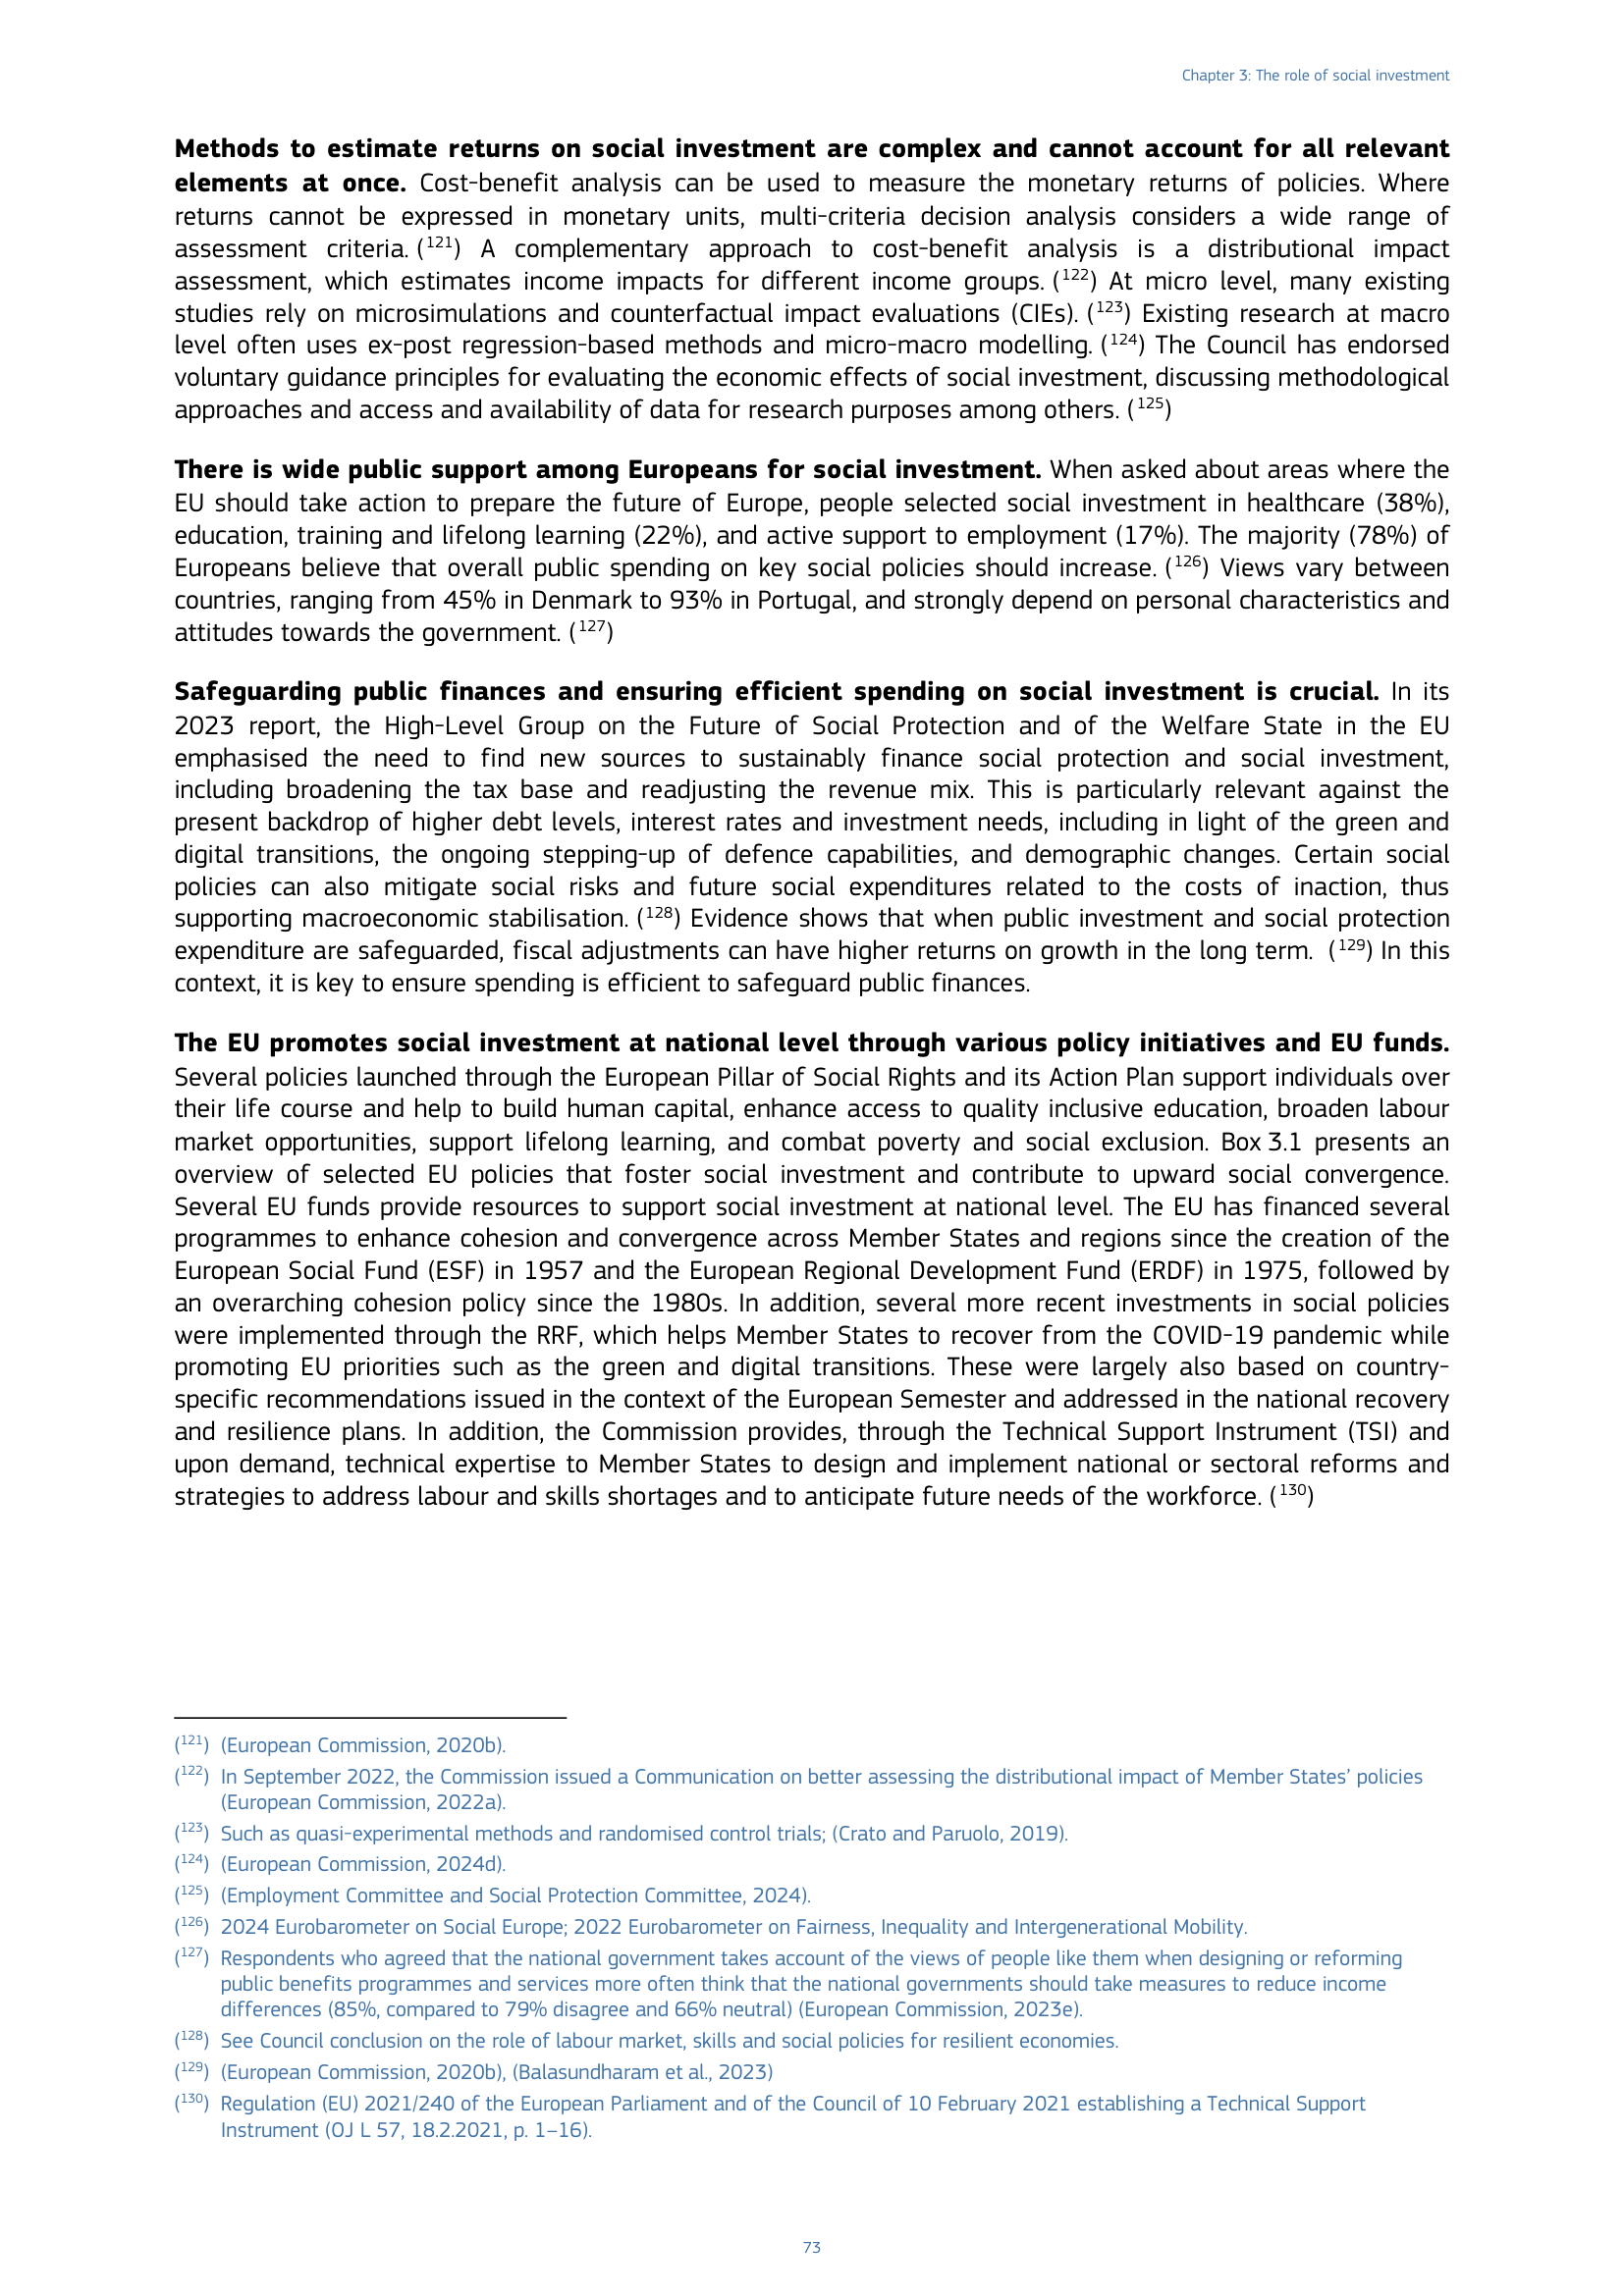 Chapter 3: The role of social investment
Methods to estimate returns on social investment are complex and cannot account for all relevant
elements at once. Cost-benefit analysis can be used to measure the monetary returns of policies. Where
returns cannot be expressed in monetary units, multi-criteria decision analysis considers a wide range of
assessment criteria. (121) A complementary approach to cost-benefit analysis is a distributional impact
assessment, which estimates income impacts for different income groups. (122) At micro level, many existing
studies rely on microsimulations and counterfactual impact evaluations (CIEs). (123) Existing research at macro
level often uses ex-post regression-based methods and micro-macro modelling. (124) The Council has endorsed
voluntary guidance principles for evaluating the economic effects of social investment, discussing methodological
approaches and access and availability of data for research purposes among others. (125)
There is wide public support among Europeans for social investment. When asked about areas where the
EU should take action to prepare the future of Europe, people selected social investment in healthcare (38%),
education, training and lifelong learning (22%), and active support to employment (17%). The majority (78%) of
Europeans believe that overall public spending on key social policies should increase. (126) Views vary between
countries, ranging from 45% in Denmark to 93% in Portugal, and strongly depend on personal characteristics and
attitudes towards the government. (127)
Safeguarding public finances and ensuring efficient spending on social investment is crucial. In its
2023 report, the High-Level Group on the Future of Social Protection and of the Welfare State in the EU
emphasised the need to find new sources to sustainably finance social protection and social investment,
including broadening the tax base and readjusting the revenue mix. This is particularly relevant against the
present backdrop of higher debt levels, interest rates and investment needs, including in light of the green and
digital transitions, the ongoing stepping-up of defence capabilities, and demographic changes. Certain social
policies can also mitigate social risks and future social expenditures related to the costs of inaction, thus
supporting macroeconomic stabilisation. (128) Evidence shows that when public investment and social protection
expenditure are safeguarded, fiscal adjustments can have higher returns on growth in the long term. (129) In this
context, it is key to ensure spending is efficient to safeguard public finances.
The EU promotes social investment at national level through various policy initiatives and EU funds.
Several policies launched through the European Pillar of Social Rights and its Action Plan support individuals over
their life course and help to build human capital, enhance access to quality inclusive education, broaden labour
market opportunities, support lifelong learning, and combat poverty and social exclusion. Box 3.1 presents an
overview of selected EU policies that foster social investment and contribute to upward social convergence.
Several EU funds provide resources to support social investment at national level. The EU has financed several
programmes to enhance cohesion and convergence across Member States and regions since the creation of the
European Social Fund (ESF) in 1957 and the European Regional Development Fund (ERDF) in 1975, followed by
an overarching cohesion policy since the 1980s. In addition, several more recent investments in social policies
were implemented through the RRF, which helps Member States to recover from the COVID-19 pandemic while
promoting EU priorities such as the green and digital transitions. These were largely also based on country-
specific recommendations issued in the context of the European Semester and addressed in the national recovery
and resilience plans. In addition, the Commission provides, through the Technical Support Instrument (TSI) and
upon demand, technical expertise to Member States to design and implement national or sectoral reforms and
strategies to address labour and skills shortages and to anticipate future needs of the workforce. (130)
(121) (European Commission, 2020b).
(122) In September 2022, the Commission issued a Communication on better assessing the distributional impact of Member States’ policies
(European Commission, 2022a).
(123) Such as quasi-experimental methods and randomised control trials; (Crato and Paruolo, 2019).
(124) (European Commission, 2024d).
(125) (Employment Committee and Social Protection Committee, 2024).
(126) 2024 Eurobarometer on Social Europe; 2022 Eurobarometer on Fairness, Inequality and Intergenerational Mobility.
(127) Respondents who agreed that the national government takes account of the views of people like them when designing or reforming
public benefits programmes and services more often think that the national governments should take measures to reduce income
differences (85%, compared to 79% disagree and 66% neutral) (European Commission, 2023e).
(128) See Council conclusion on the role of labour market, skills and social policies for resilient economies.
(129) (European Commission, 2020b), (Balasundharam et al., 2023)
(130) Regulation (EU) 2021/240 of the European Parliament and of the Council of 10 February 2021 establishing a Technical Support
Instrument (OJ L 57, 18.2.2021, p. 1–16).
73